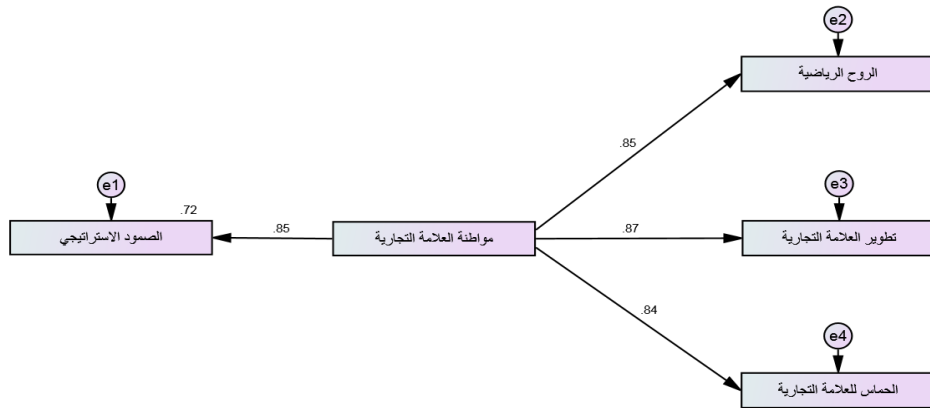 e2
الروح الرياضية
.85
e1
.72
الصمود الاستراتيجي
.85
مواطنة العلامة التجارية
.87
e3
تطوير العلامة التجارية
.84
e4
الحماس للعلامة التجارية